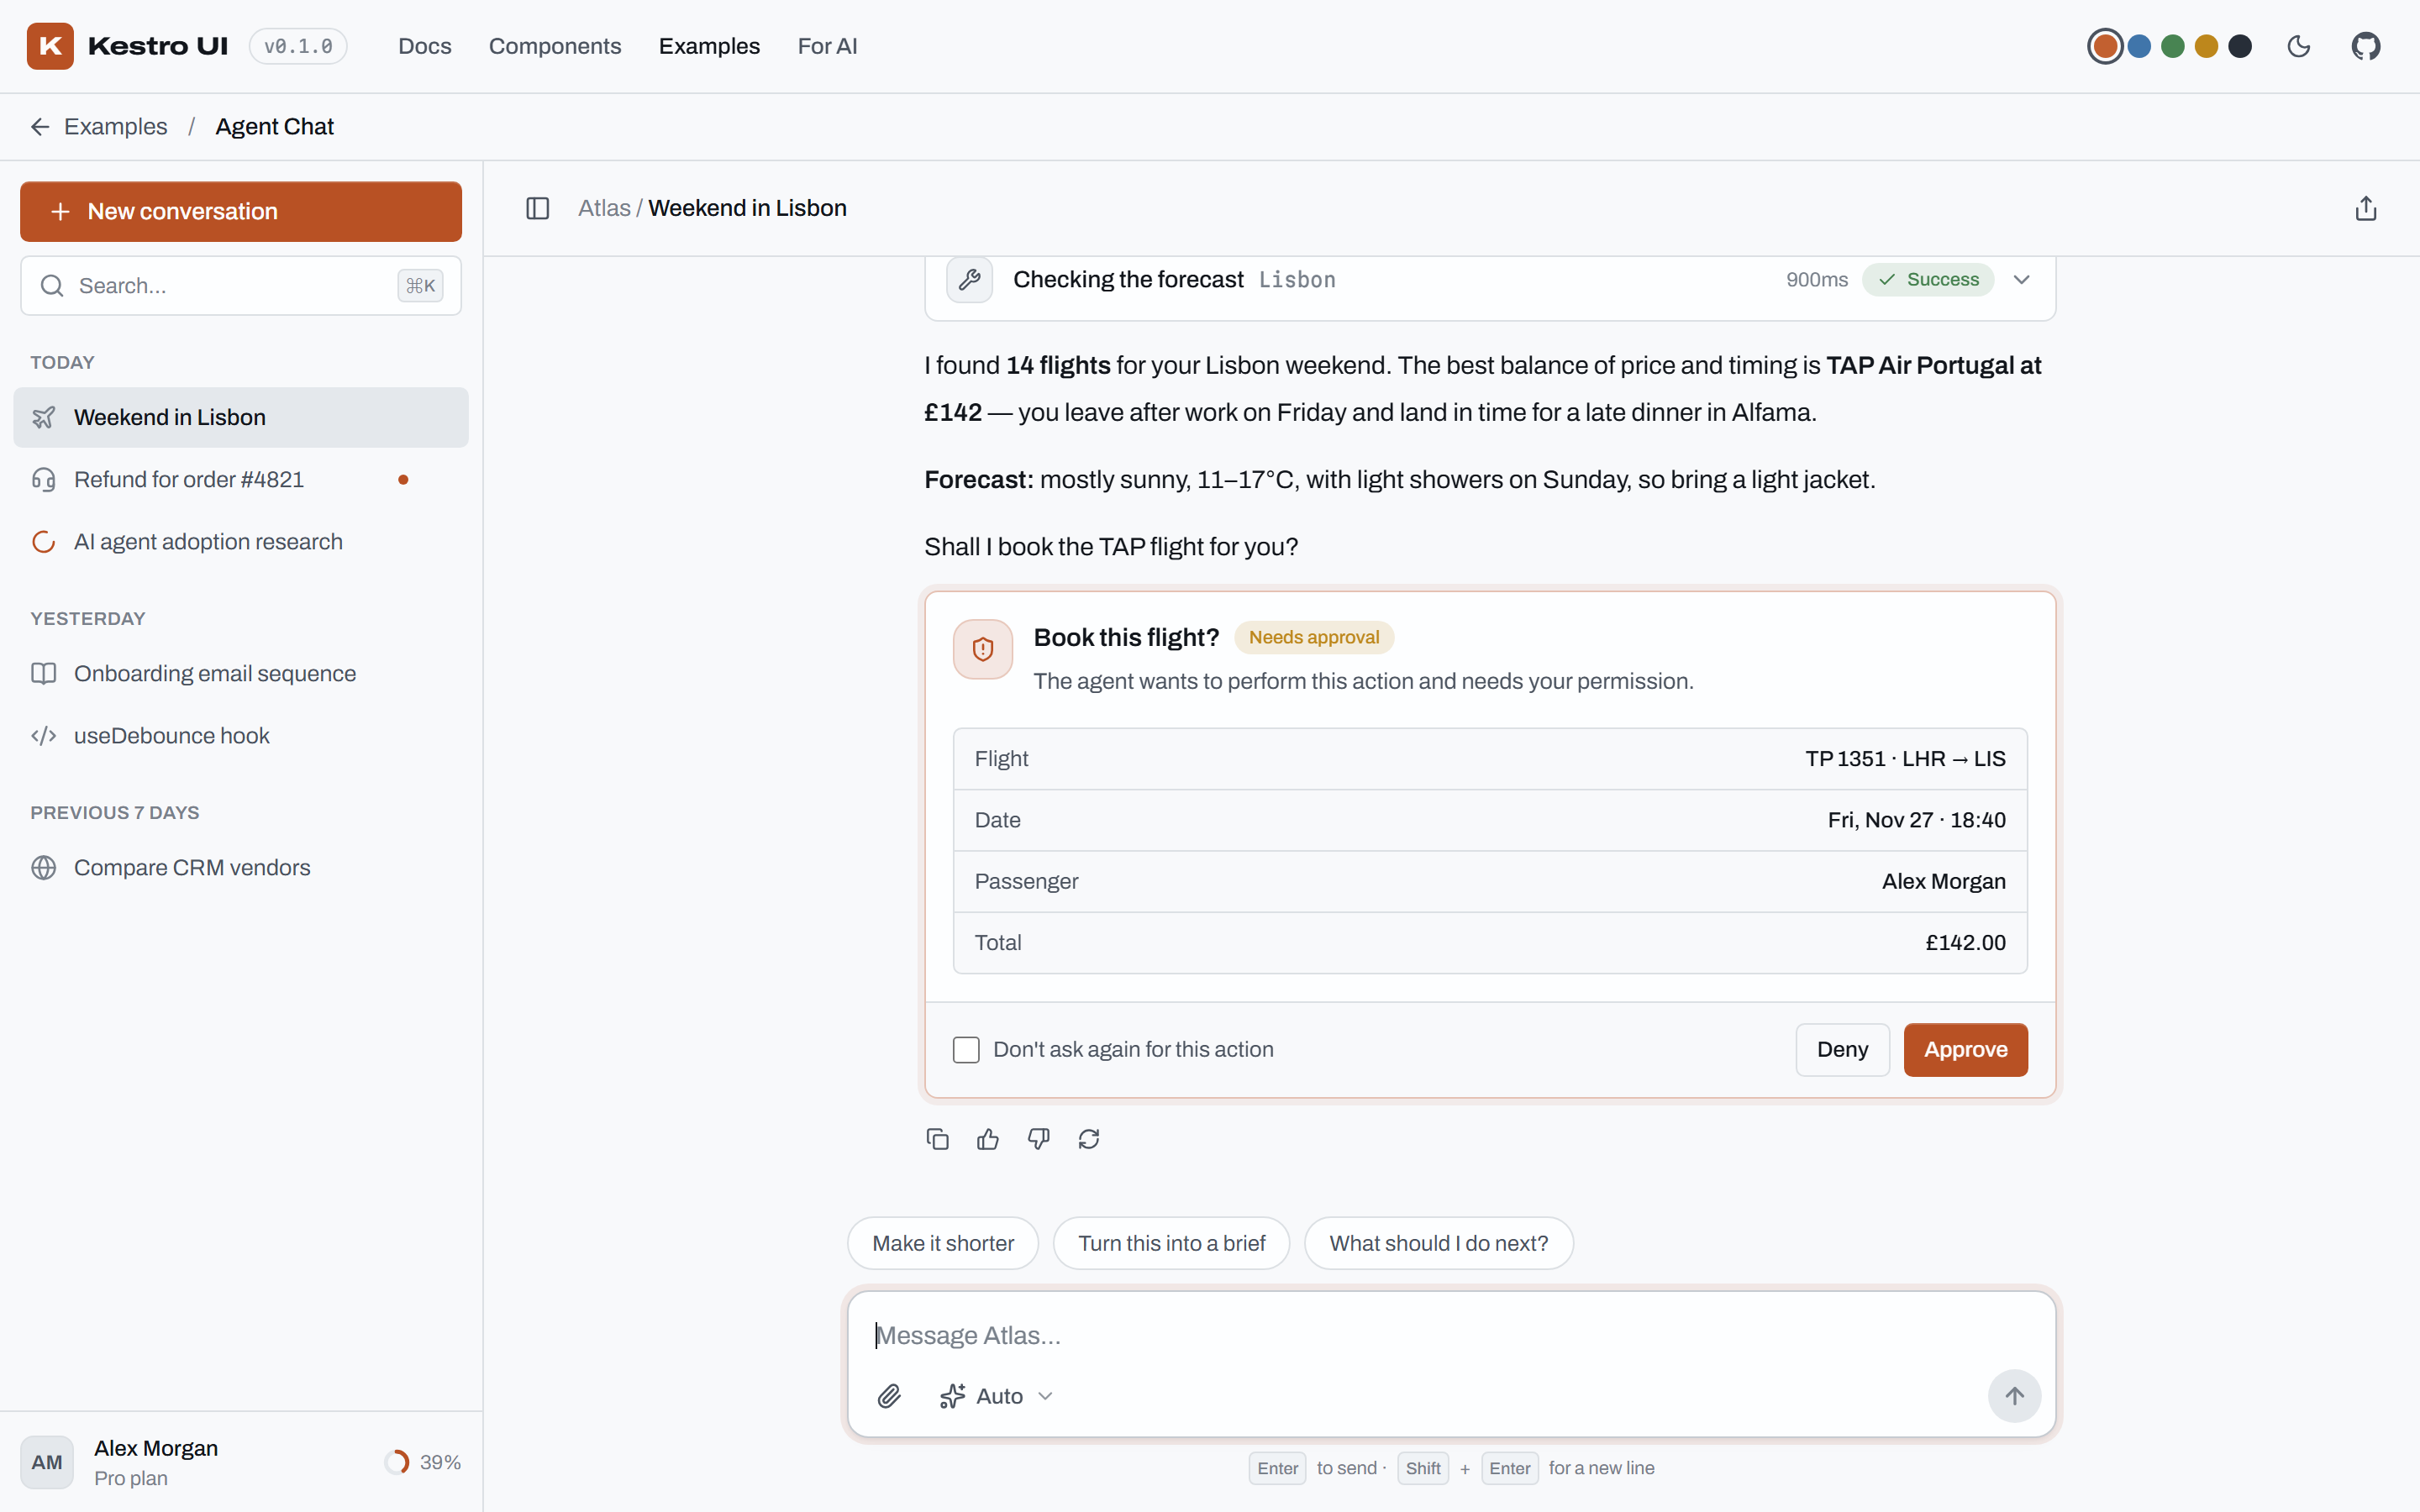 K Kestro UI v0.1.0 Docs Components Examples For AI
Examples / Agent Chat
New conversation
Search... ⌘K
TODAY
Weekend in Lisbon
Refund for order #4821
AI agent adoption research
YESTERDAY
Onboarding email sequence
useDebounce hook
PREVIOUS 7 DAYS
Compare CRM vendors
AM Alex Morgan
Pro plan
39%
Atlas / Weekend in Lisbon
Checking the forecast Lisbon 900ms Success
I found 14 flights for your Lisbon weekend. The best balance of price and timing is TAP Air Portugal at
£142 — you leave after work on Friday and land in time for a late dinner in Alfama.
Forecast: mostly sunny, 11–17°C, with light showers on Sunday, so bring a light jacket.
Shall I book the TAP flight for you?
Book this flight? Needs approval
The agent wants to perform this action and needs your permission.
Flight TP 1351 · LHR → LIS
Date Fri, Nov 27 · 18:40
Passenger Alex Morgan
Total £142.00
Don't ask again for this action Deny Approve
Make it shorter Turn this into a brief What should I do next?
Message Atlas...
Auto
Enter to send · Shift + Enter for a new line